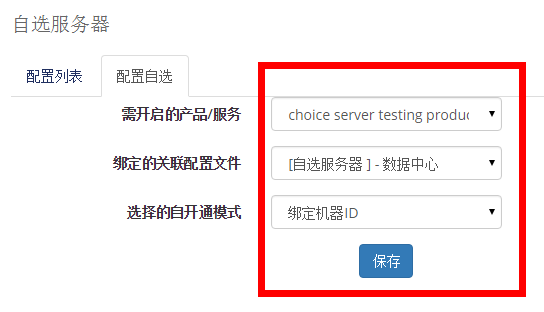 自选服务器
配置列表 配置自选
需开启的产品/服务 choice server testing produc
绑定的关联配置文件 [自选服务器 ] - 数据中心
选择的自开通模式 绑定机器ID
保存